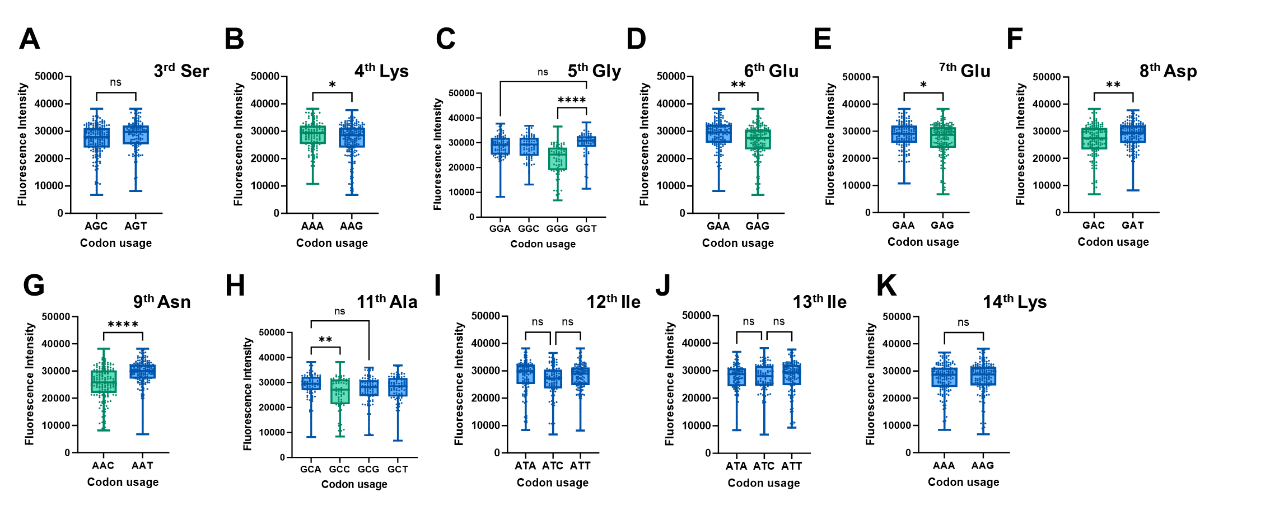 A
3rd Ser
Fluorescence Intensity
50000
40000
30000
20000
10000
0
ns
AGC AGT
Codon usage
B
4th Lys
Fluorescence Intensity
50000
40000
30000
20000
10000
0
*
AAA AAG
Codon usage
C
5th Gly
Fluorescence Intensity
50000
40000
30000
20000
10000
0
ns
****
GGA GGC GGG GGT
Codon usage
D
6th Glu
Fluorescence Intensity
50000
40000
30000
20000
10000
0
**
GAA GAG
Codon usage
E
7th Glu
Fluorescence Intensity
50000
40000
30000
20000
10000
0
*
GAA GAG
Codon usage
F
8th Asp
Fluorescence Intensity
50000
40000
30000
20000
10000
0
**
GAC GAT
Codon usage
G
9th Asn
Fluorescence Intensity
50000
40000
30000
20000
10000
0
****
AAC AAT
Codon usage
H
11th Ala
Fluorescence Intensity
50000
40000
30000
20000
10000
0
ns
**
GCA GCC GCG GCT
Codon usage
I
12th Ile
Fluorescence Intensity
50000
40000
30000
20000
10000
0
ns ns
ATA ATC ATT
Codon usage
J
13th Ile
Fluorescence Intensity
50000
40000
30000
20000
10000
0
ns ns
ATA ATC ATT
Codon usage
K
14th Lys
Fluorescence Intensity
50000
40000
30000
20000
10000
0
ns
AAA AAG
Codon usage